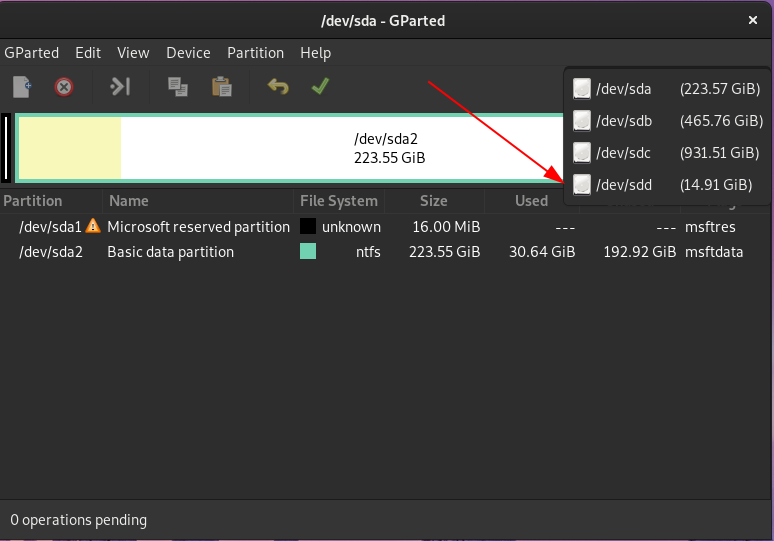 /dev/sda - GParted
GParted Edit View Device Partition Help
/dev/sda (223.57 GiB)
/dev/sdb (465.76 GiB)
/dev/sdc (931.51 GiB)
/dev/sdd (14.91 GiB)
/dev/sda2
223.55 GiB
Partition Name File System Size Used
/dev/sda1 Microsoft reserved partition unknown 16.00 MiB --- --- msftres
/dev/sda2 Basic data partition ntfs 223.55 GiB 30.64 GiB 192.92 GiB msftdata
0 operations pending